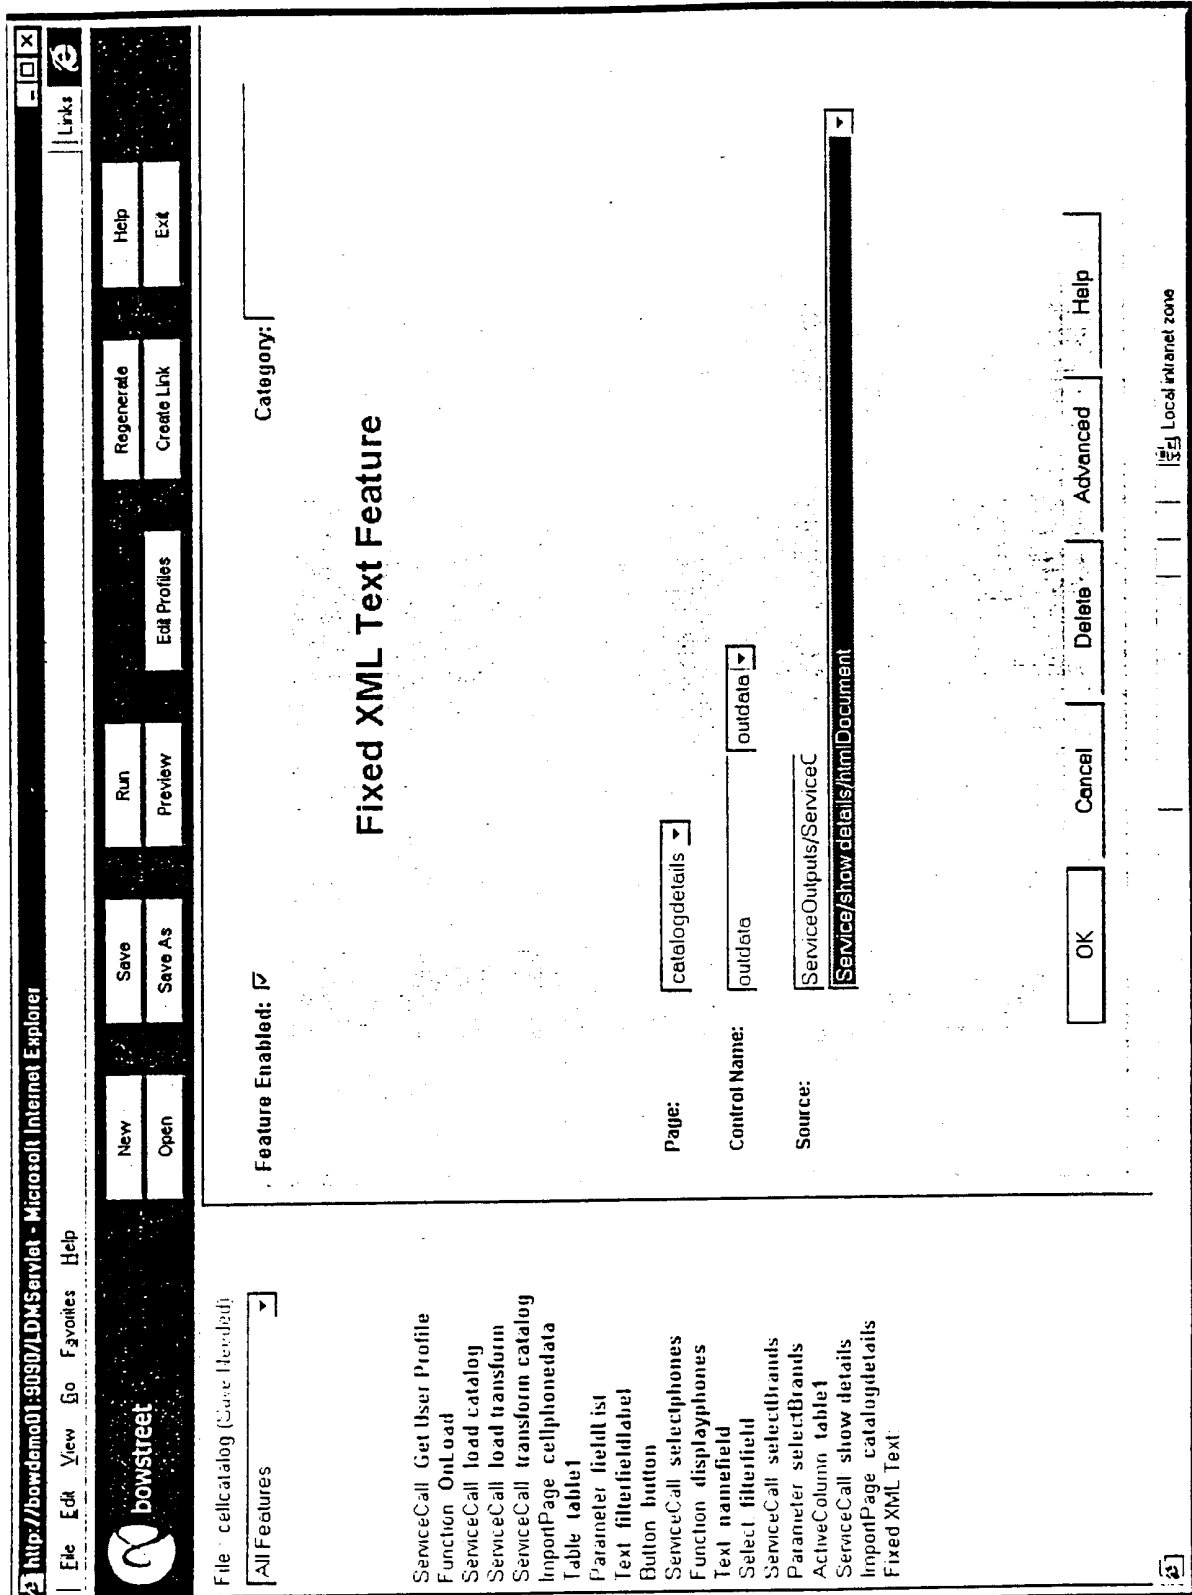 http://bowdemo01:9090/LDMServlet - Microsoft Internet Explorer
File Edit View Go Favorites Help
Links
bowstreet
New Save Run Regenerate Help
Open Save As Preview Edit Profiles Create Link Exit
File: cellcatalog (Save Needed)
All Features
ServiceCall Get User Profile
Function OnLoad
ServiceCall load catalog
ServiceCall load transform
ServiceCall transform catalog
ImportPage cellphonedata
Table table1
Parameter fieldList
Text filterfieldlabel
Button button
ServiceCall selectphones
Function displayphones
Text namefield
Select filterfield
ServiceCall selectBrands
Parameter selectBrands
ActiveColumn table1
ServiceCall show details
ImportPage catalogdetails
Fixed XML Text
Feature Enabled:
Category:
Fixed XML Text Feature
Page: catalogdetails
Control Name: outdata outdata
Source: ServiceOutputs/ServiceC
Service/show details/htmlDocument
OK Cancel Delete Advanced Help
Local intranet zone